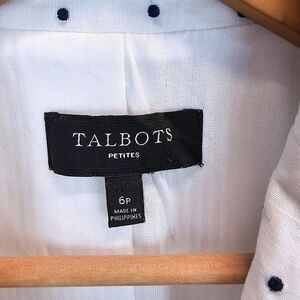 TALBOTS
PETITES
6P
MADE IN
PHILIPPINES